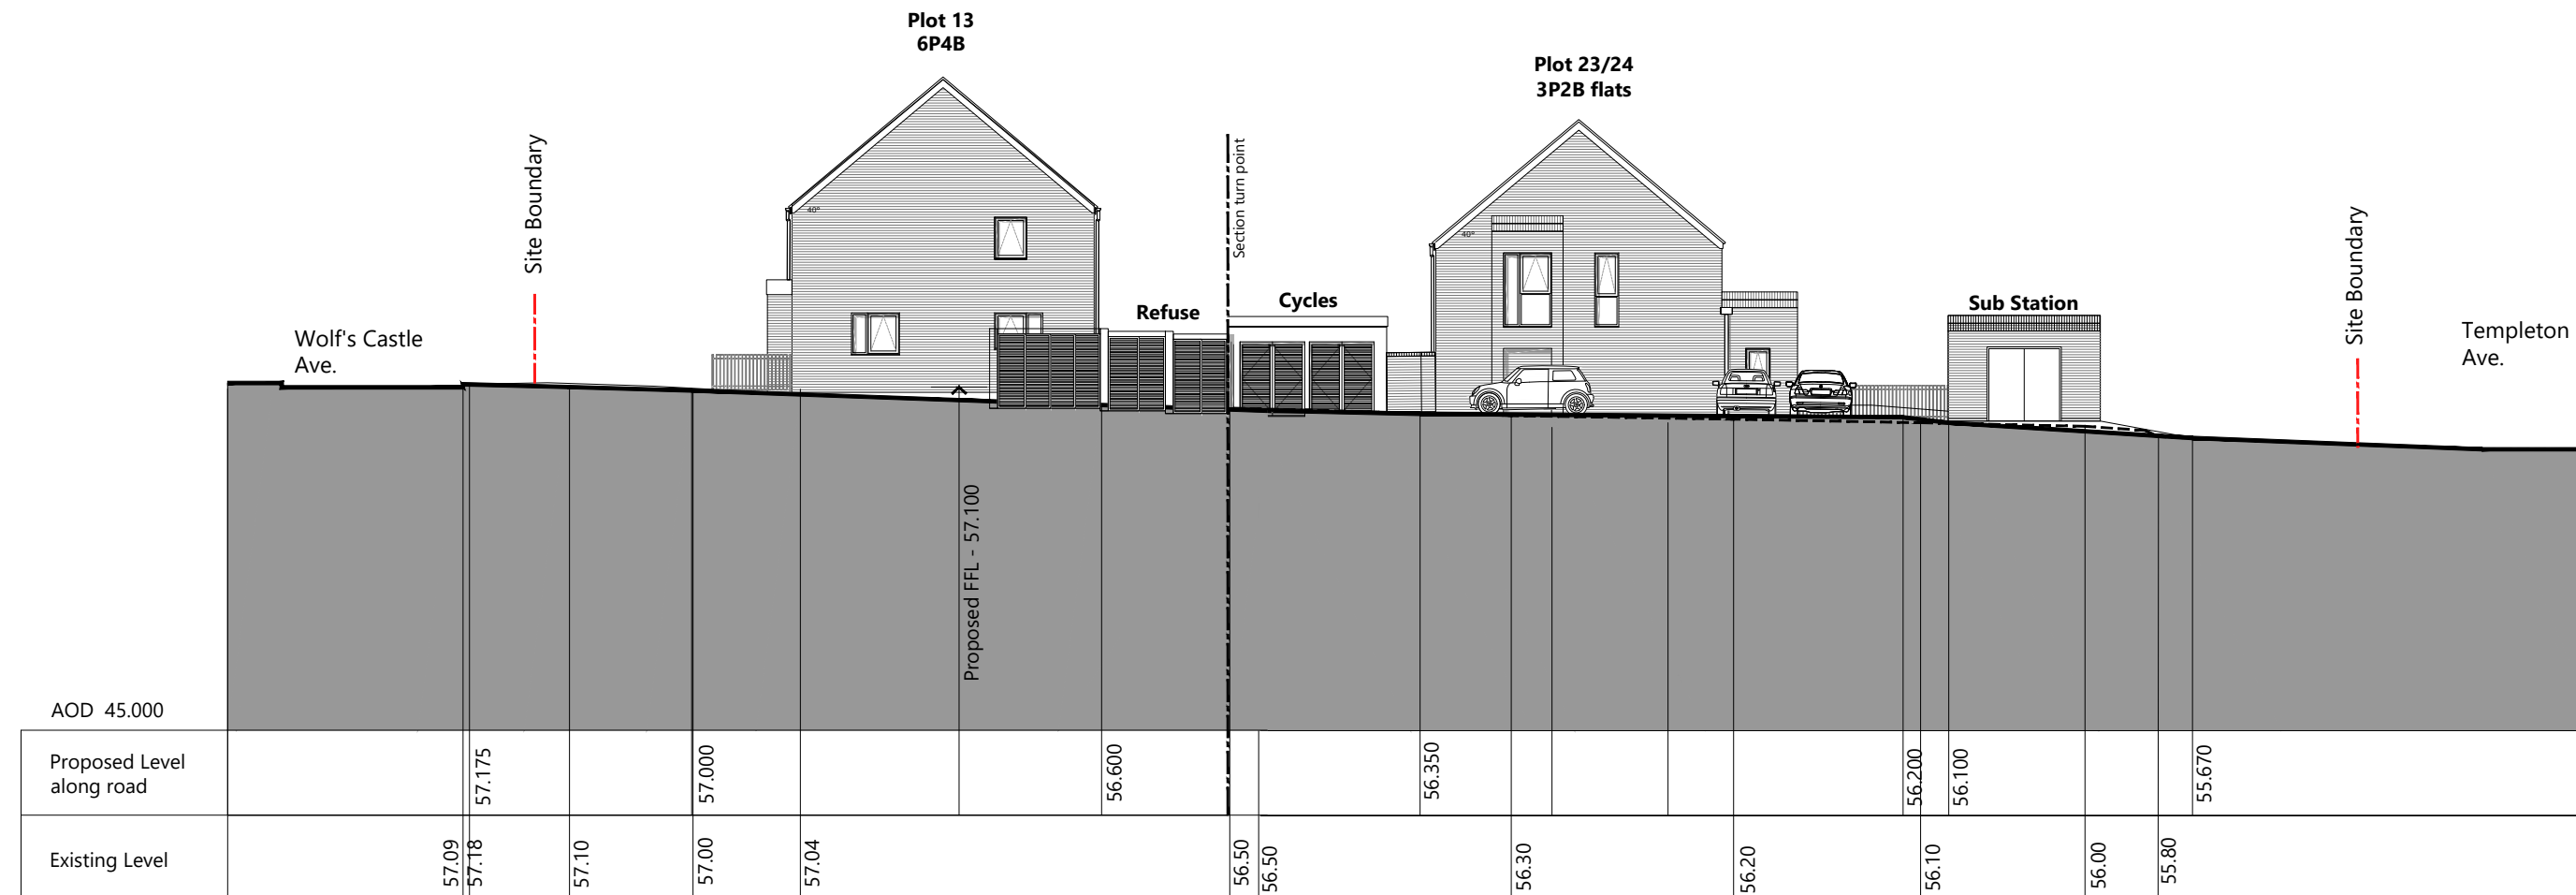 Plot 13
6P4B
Plot 23/24
3P2B flats
Site Boundary
Section turn point
Site Boundary
40°
40°
Wolf's Castle
Ave.
Refuse
Cycles
Sub Station
Templeton
Ave.
Proposed FFL - 57.100
AOD 45.000
Proposed Level
along road
57.175
57.000
56.600
56.350
56.200
56.100
55.670
Existing Level
57.09
57.18
57.10
57.00
57.04
56.50
56.50
56.30
56.20
56.10
56.00
55.80